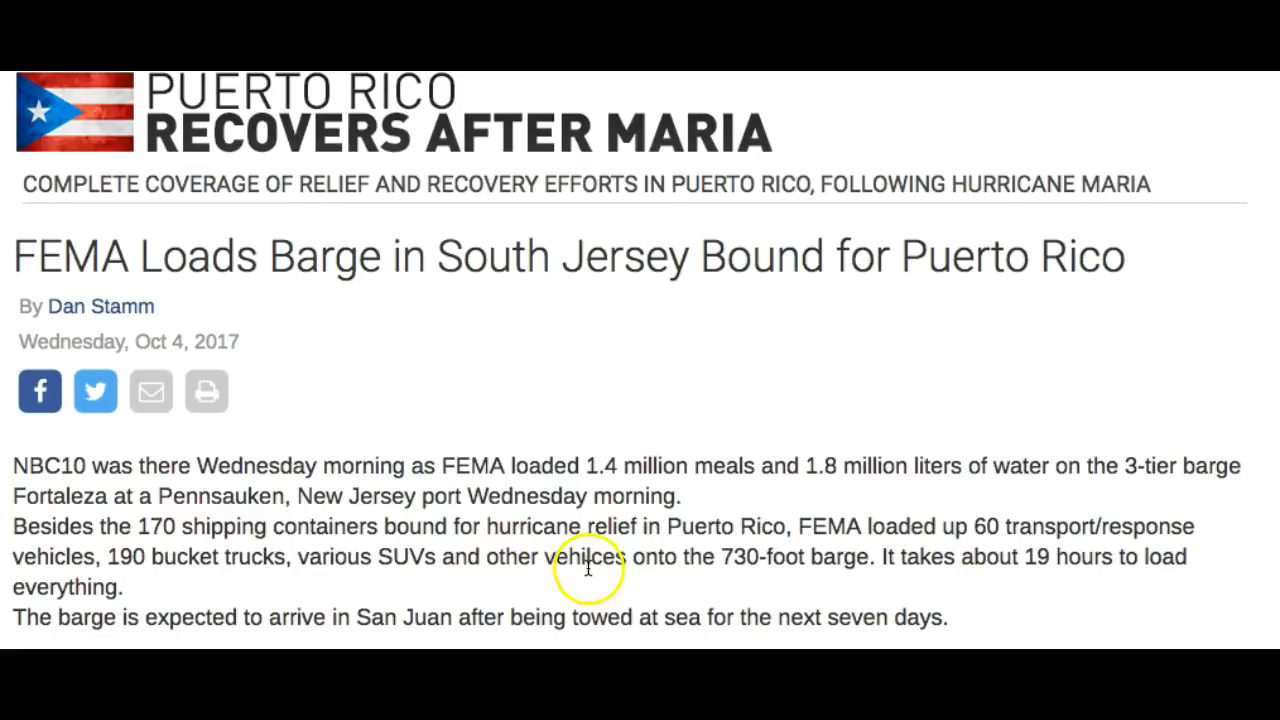 PUERTO RICO
RECOVERS AFTER MARIA
COMPLETE COVERAGE OF RELIEF AND RECOVERY EFFORTS IN PUERTO RICO, FOLLOWING HURRICANE MARIA
FEMA Loads Barge in South Jersey Bound for Puerto Rico
By Dan Stamm
Wednesday, Oct 4, 2017
NBC10 was there Wednesday morning as FEMA loaded 1.4 million meals and 1.8 million liters of water on the 3-tier barge
Fortaleza at a Pennsauken, New Jersey port Wednesday morning.
Besides the 170 shipping containers bound for hurricane relief in Puerto Rico, FEMA loaded up 60 transport/response
vehicles, 190 bucket trucks, various SUVs and other vehilces onto the 730-foot barge. It takes about 19 hours to load
everything.
The barge is expected to arrive in San Juan after being towed at sea for the next seven days.